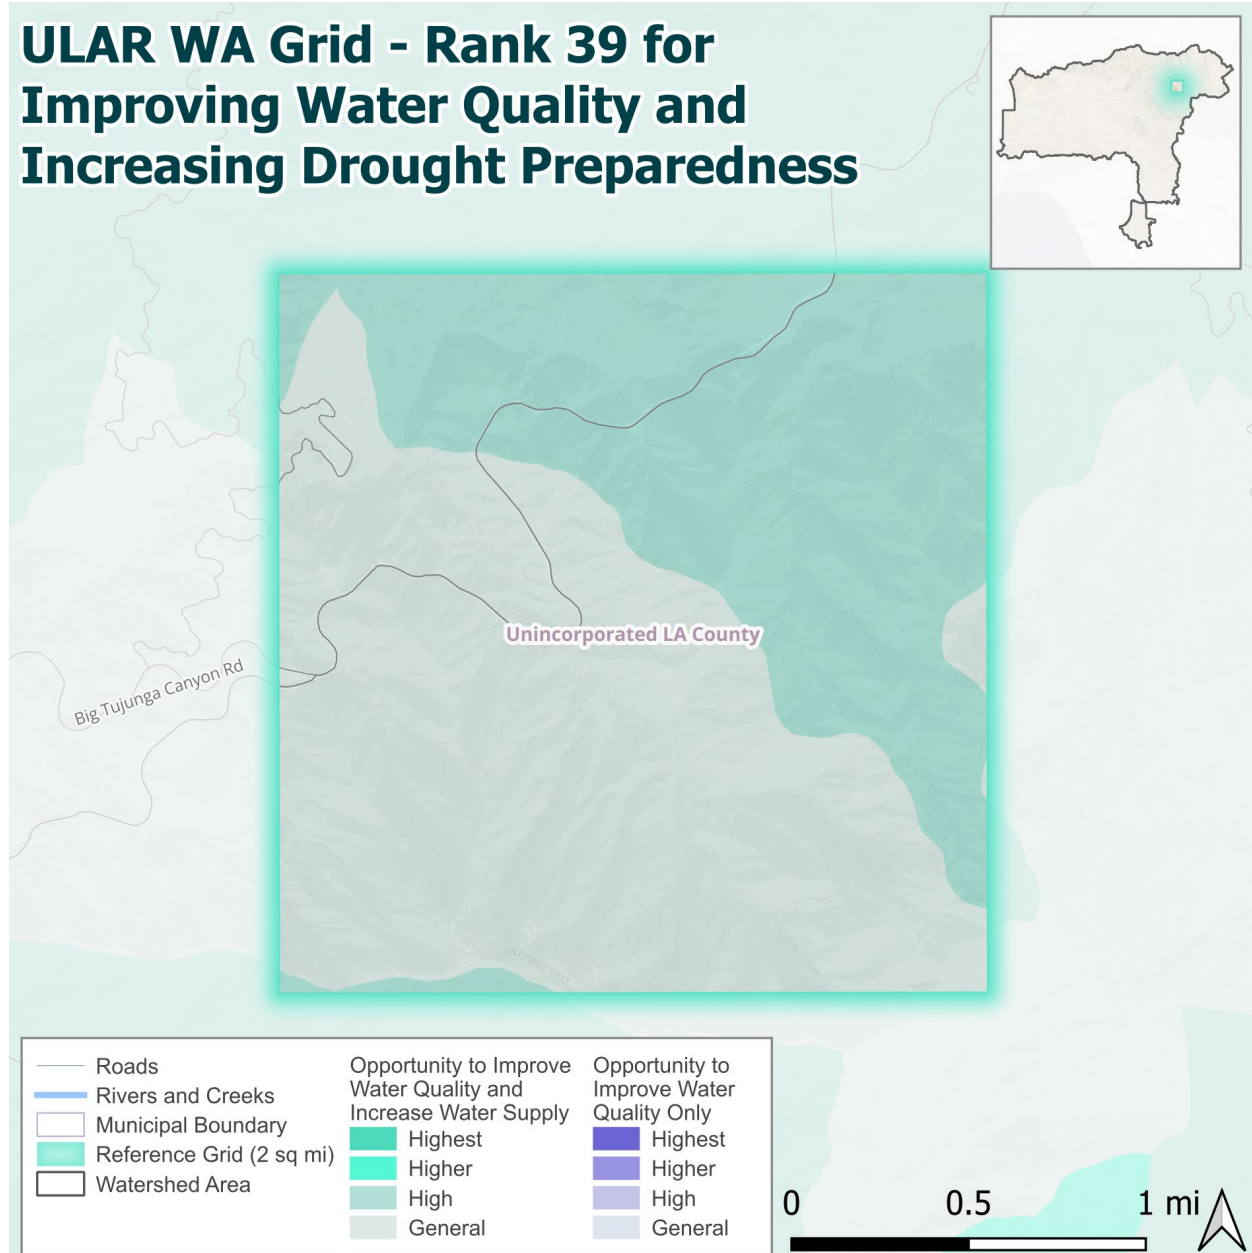 ULAR WA Grid - Rank 39 for
Improving Water Quality and
Increasing Drought Preparedness
Unincorporated LA County
Big Tujunga Canyon Rd
Roads
Rivers and Creeks
Municipal Boundary
Reference Grid (2 sq mi)
Watershed Area
Opportunity to Improve
Water Quality and
Increase Water Supply
Highest
Higher
High
General
Opportunity to
Improve Water
Quality Only
Highest
Higher
High
General
0 0.5 1 mi